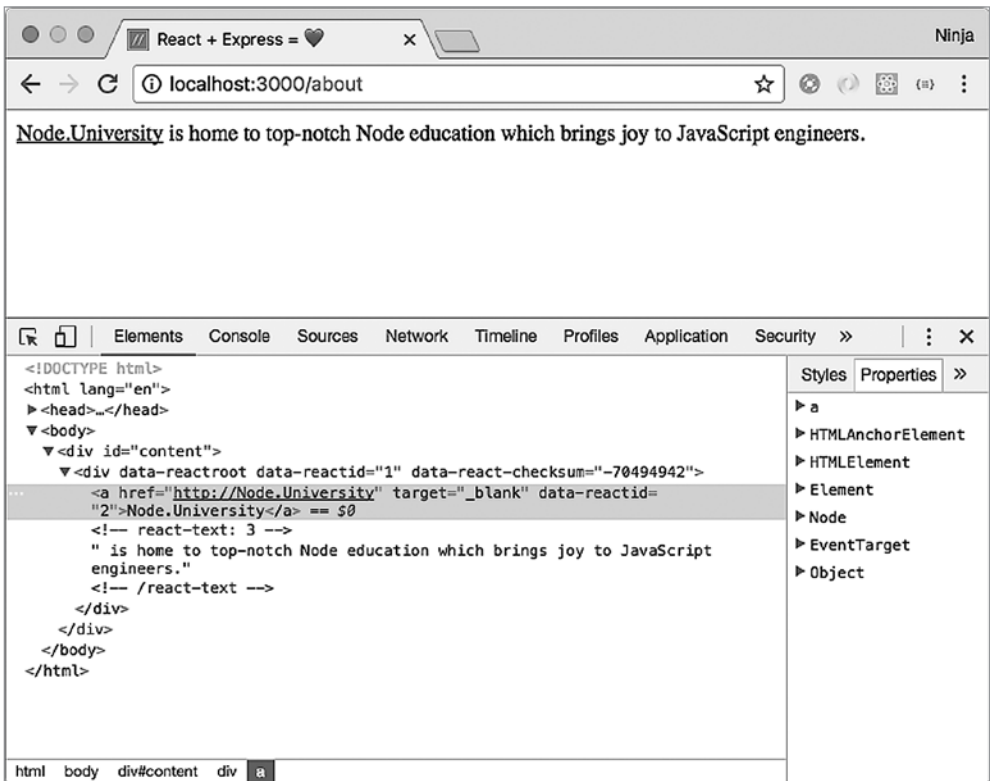 React + Express = 🖤
Ninja
localhost:3000/about
Node.University is home to top-notch Node education which brings joy to JavaScript engineers.
Elements Console Sources Network Timeline Profiles Application Security »
<!DOCTYPE html>
<html lang="en">
▶<head>…</head>
▼<body>
▼<div id="content">
▼<div data-reactroot data-reactid="1" data-react-checksum="-70494942">
<a href="http://Node.University" target="_blank" data-reactid=
"2">Node.University</a> == $0
<!-- react-text: 3 -->
" is home to top-notch Node education which brings joy to JavaScript
engineers."
<!-- /react-text -->
</div>
</div>
</body>
</html>
Styles Properties »
▶a
▶HTMLAnchorElement
▶HTMLElement
▶Element
▶Node
▶EventTarget
▶Object
html body div#content div a